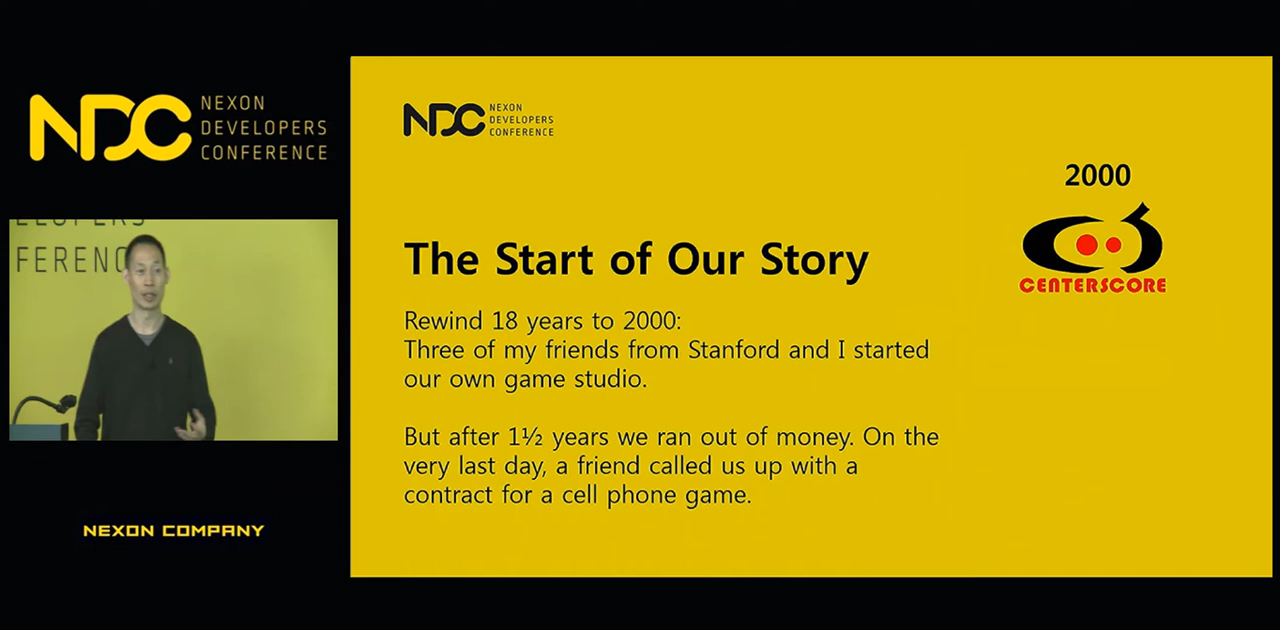 NDC NEXON
DEVELOPERS
CONFERENCE
ELOPERS
FERENC
NEXON COMPANY
NDC NEXON
DEVELOPERS
CONFERENCE
2000
CENTERSCORE
The Start of Our Story
Rewind 18 years to 2000:
Three of my friends from Stanford and I started
our own game studio.
But after 1½ years we ran out of money. On the
very last day, a friend called us up with a
contract for a cell phone game.